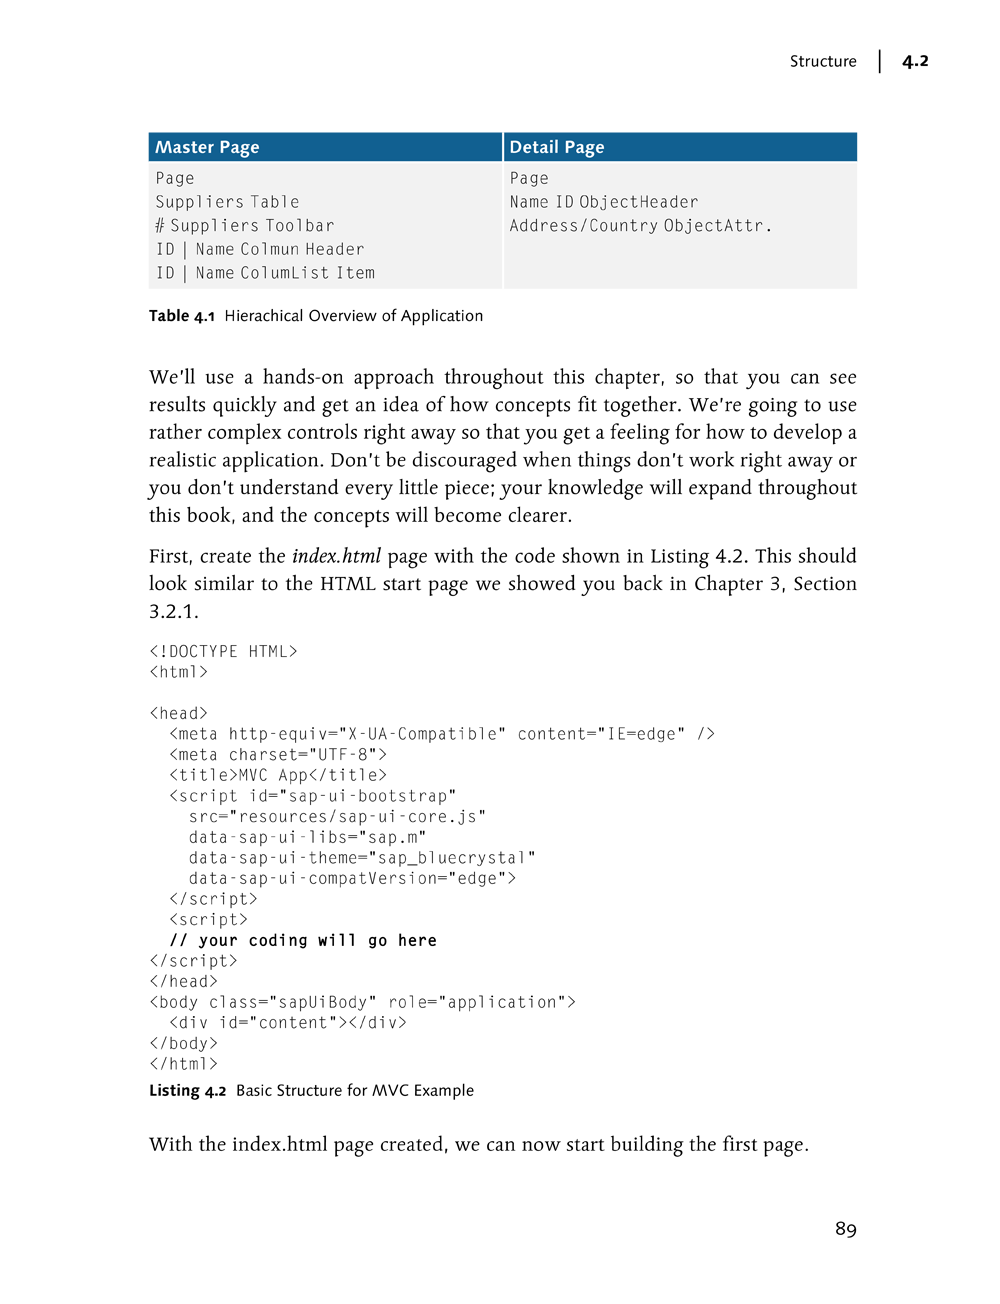 Structure | 4.2
Master Page Detail Page
Page Page
Suppliers Table Name ID ObjectHeader
# Suppliers Toolbar Address/Country ObjectAttr.
ID | Name Colmun Header
ID | Name ColumList Item
Table 4.1 Hierachical Overview of Application
We'll use a hands-on approach throughout this chapter, so that you can see
results quickly and get an idea of how concepts fit together. We're going to use
rather complex controls right away so that you get a feeling for how to develop a
realistic application. Don't be discouraged when things don't work right away or
you don't understand every little piece; your knowledge will expand throughout
this book, and the concepts will become clearer.
First, create the index.html page with the code shown in Listing 4.2. This should
look similar to the HTML start page we showed you back in Chapter 3, Section
3.2.1.
<!DOCTYPE HTML>
<html>
<head>
  <meta http-equiv="X-UA-Compatible" content="IE=edge" />
  <meta charset="UTF-8">
  <title>MVC App</title>
  <script id="sap-ui-bootstrap"
    src="resources/sap-ui-core.js"
    data-sap-ui-libs="sap.m"
    data-sap-ui-theme="sap_bluecrystal"
    data-sap-ui-compatVersion="edge">
  </script>
  <script>
  // your coding will go here
</script>
</head>
<body class="sapUiBody" role="application">
  <div id="content"></div>
</body>
</html>
Listing 4.2 Basic Structure for MVC Example
With the index.html page created, we can now start building the first page.
89